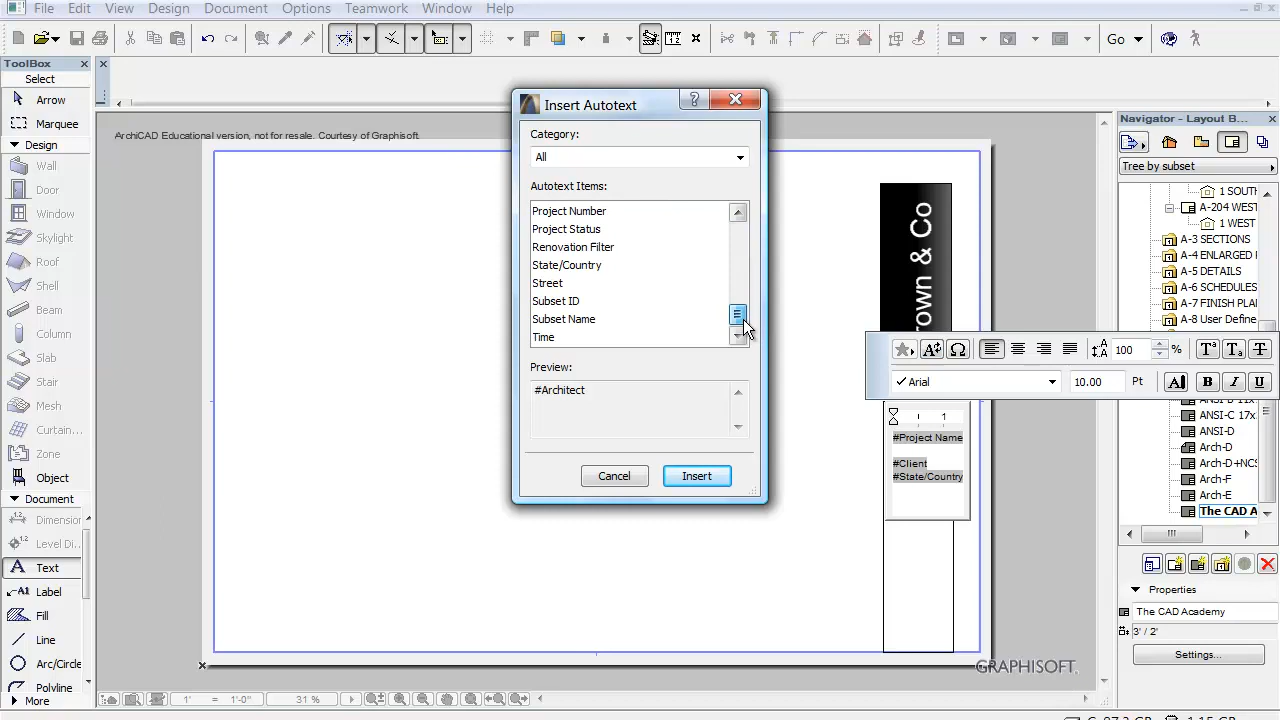 File Edit View Design Document Options Teamwork Window Help
Go
ToolBox
Select
Arrow
Marquee
Design
Wall
Door
Window
Skylight
Roof
Shell
Beam
Column
Slab
Stair
Mesh
Curtain...
Zone
Object
Document
Dimensior
Level Di...
Text
Label
Fill
Line
Arc/Circle
Polyline
More
ArchiCAD Educational version, not for resale. Courtesy of Graphisoft.
Insert Autotext
Category:
All
Autotext Items:
Project Number
Project Status
Renovation Filter
State/Country
Street
Subset ID
Subset Name
Time
Preview:
#Architect
Cancel
Insert
rown & Co
100 %
Arial
10.00 Pt
1
#Project Name
#Client
#State/Country
Navigator - Layout B...
Tree by subset
1 SOUTH
A-204 WEST
1 WEST
A-3 SECTIONS
A-4 ENLARGED
A-5 DETAILS
A-6 SCHEDULES
A-7 FINISH PLA
A-8 User Define
ANSI-C 17x
ANSI-D
Arch-D
Arch-D+NCS
Arch-F
Arch-E
The CAD A
Properties
The CAD Academy
3' / 2'
Settings...
GRAPHISOFT.
1' = 1'-0"
31 %